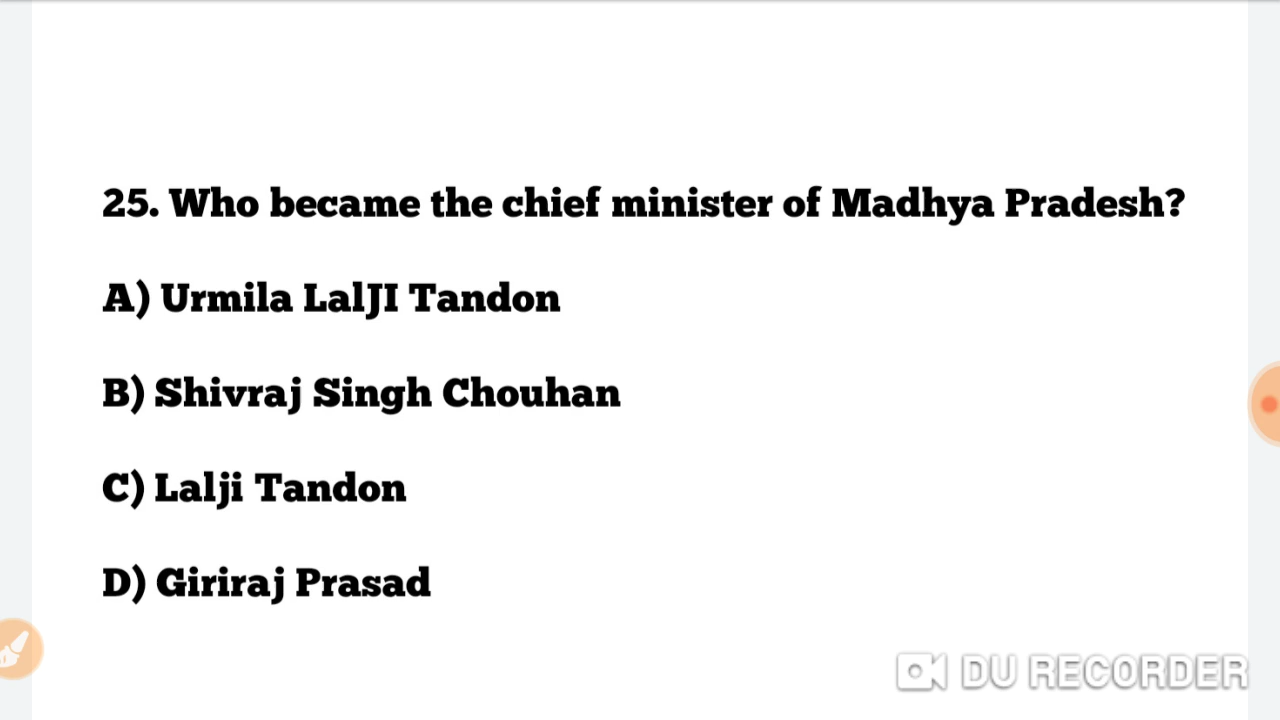 25. Who became the chief minister of Madhya Pradesh?
A) Urmila LalJI Tandon
B) Shivraj Singh Chouhan
C) Lalji Tandon
D) Giriraj Prasad
DU RECORDER